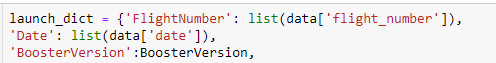 launch_dict = {'FlightNumber': list(data['flight_number']),
'Date': list(data['date']),
'BoosterVersion':BoosterVersion,